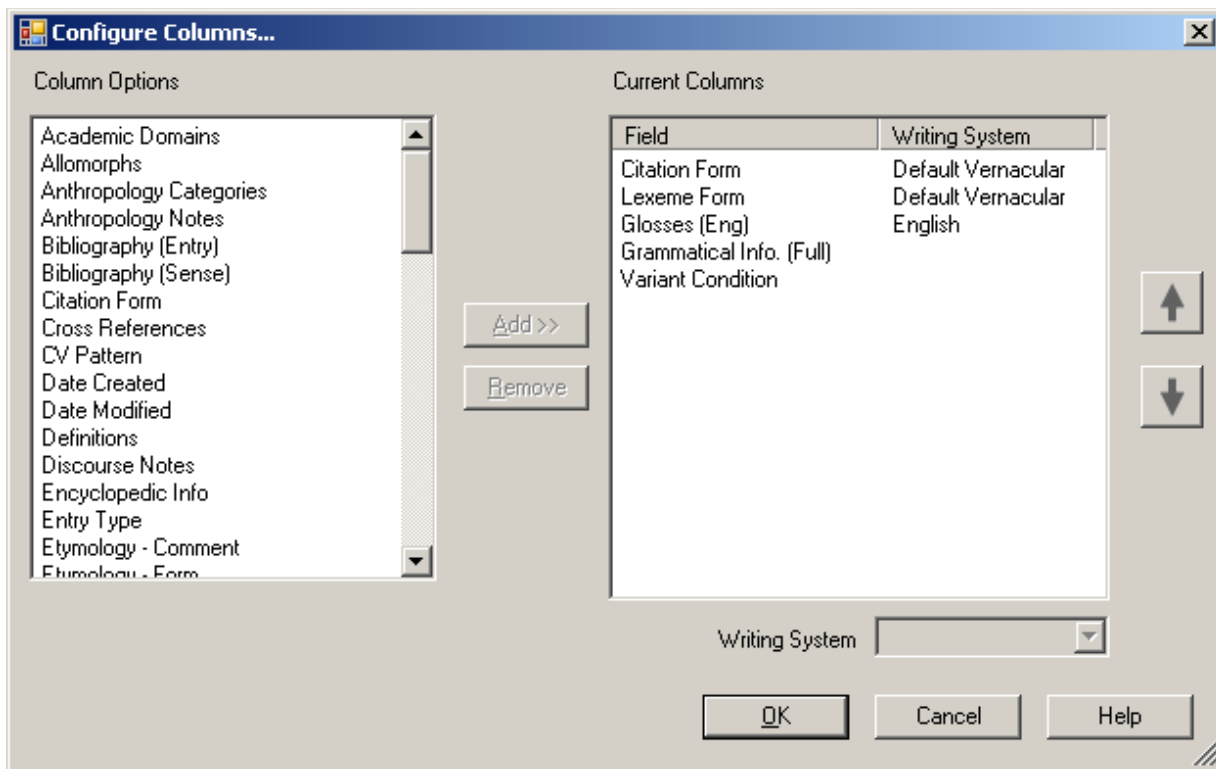 Configure Columns...
Column Options
Academic Domains
Allomorphs
Anthropology Categories
Anthropology Notes
Bibliography (Entry)
Bibliography (Sense)
Citation Form
Cross References
CV Pattern
Date Created
Date Modified
Definitions
Discourse Notes
Encyclopedic Info
Entry Type
Etymology - Comment
Etymology - Form
Add >>
Remove
Current Columns
Field Writing System
Citation Form Default Vernacular
Lexeme Form Default Vernacular
Glosses (Eng) English
Grammatical Info. (Full)
Variant Condition
Writing System
OK Cancel Help